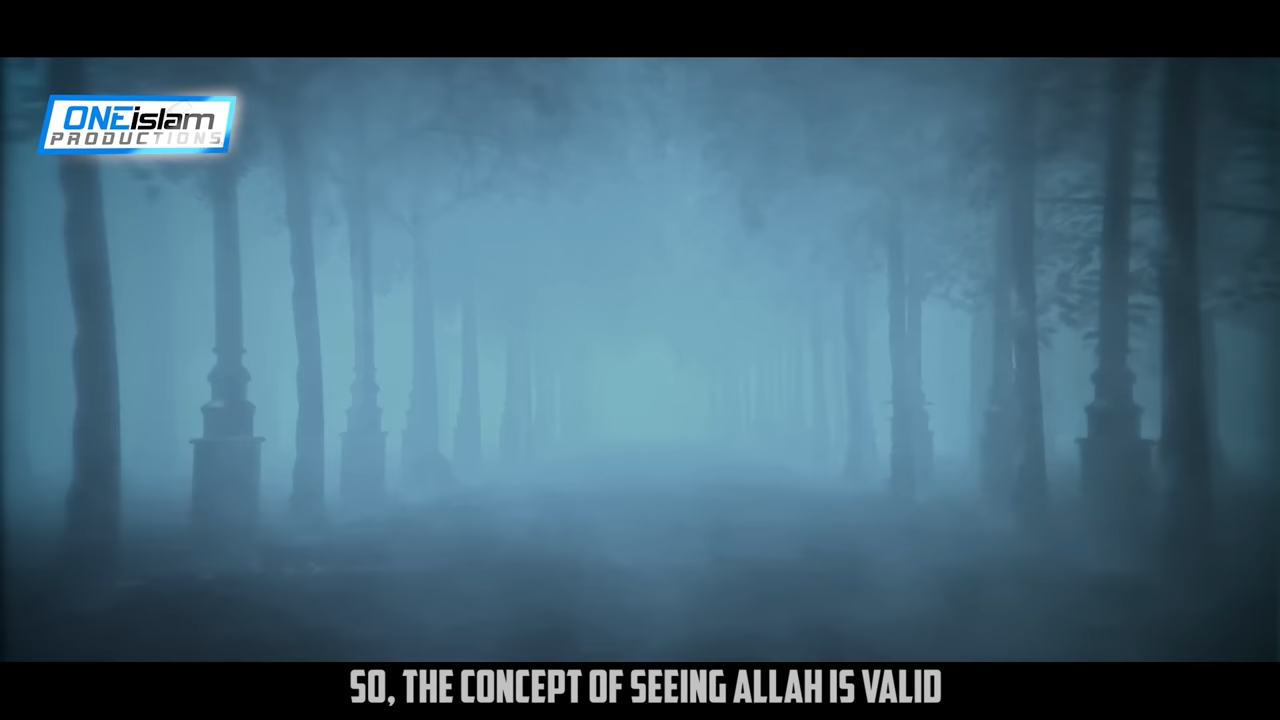 ONEislam
PRODUCTIONS
SO, THE CONCEPT OF SEEING ALLAH IS VALID